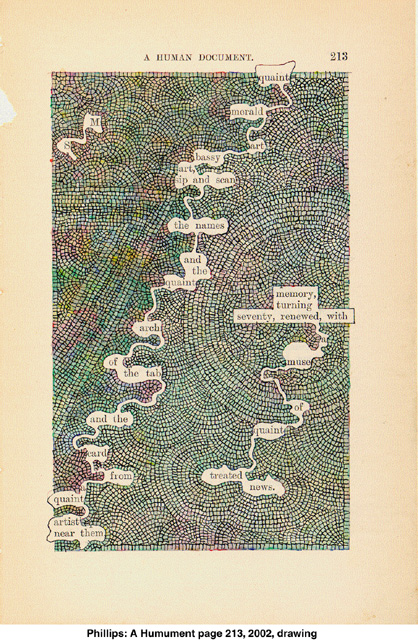 A HUMAN DOCUMENT. 213
quaint
merald
M
S
art
bassy
art,
sip and scan
the names
and
the
quaint
memory,
turning
seventy, renewed, with
arch
a
muse
of
the tab
of
and the
quaint
card
from
treated
news.
quaint
artist
near them
Phillips: A Humument page 213, 2002, drawing